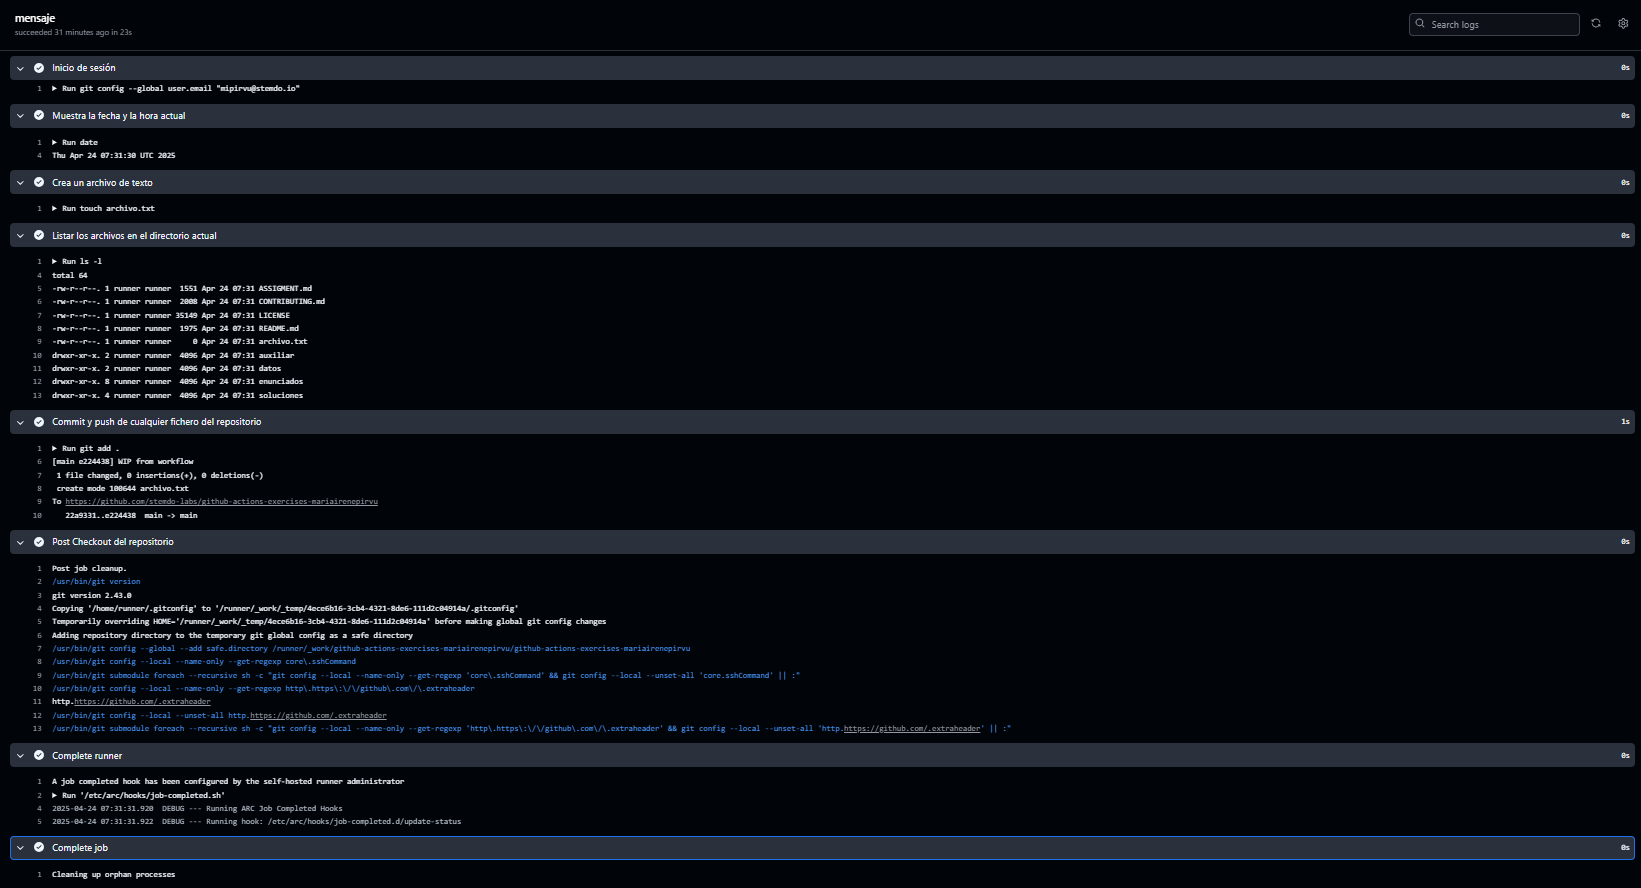 mensaje
succeeded 31 minutes ago in 23s
Search logs
Inicio de sesión 0s
1 Run git config --global user.email "mipirvu@stemdo.io"
Muestra la fecha y la hora actual 0s
1 Run date
4 Thu Apr 24 07:31:30 UTC 2025
Crea un archivo de texto 0s
1 Run touch archivo.txt
Listar los archivos en el directorio actual 0s
1 Run ls -l
4 total 64
5 -rw-r--r--. 1 runner runner 1551 Apr 24 07:31 ASSIGMENT.md
6 -rw-r--r--. 1 runner runner 2008 Apr 24 07:31 CONTRIBUTING.md
7 -rw-r--r--. 1 runner runner 35149 Apr 24 07:31 LICENSE
8 -rw-r--r--. 1 runner runner 1975 Apr 24 07:31 README.md
9 -rw-r--r--. 1 runner runner 0 Apr 24 07:31 archivo.txt
10 drwxr-xr-x. 2 runner runner 4096 Apr 24 07:31 auxiliar
11 drwxr-xr-x. 2 runner runner 4096 Apr 24 07:31 datos
12 drwxr-xr-x. 8 runner runner 4096 Apr 24 07:31 enunciados
13 drwxr-xr-x. 4 runner runner 4096 Apr 24 07:31 soluciones
Commit y push de cualquier fichero del repositorio 1s
1 Run git add .
6 [main e224438] WIP from workflow
7 1 file changed, 0 insertions(+), 0 deletions(-)
8 create mode 100644 archivo.txt
9 To https://github.com/stemdo-labs/github-actions-exercises-mariairenepirvu
10 22a9331..e224438 main -> main
Post Checkout del repositorio 0s
1 Post job cleanup.
2 /usr/bin/git version
3 git version 2.43.0
4 Copying '/home/runner/.gitconfig' to '/runner/_work/_temp/4ece6b16-3cb4-4321-8de6-111d2c04914a/.gitconfig'
5 Temporarily overriding HOME='/runner/_work/_temp/4ece6b16-3cb4-4321-8de6-111d2c04914a' before making global git config changes
6 Adding repository directory to the temporary git global config as a safe directory
7 /usr/bin/git config --global --add safe.directory /runner/_work/github-actions-exercises-mariairenepirvu/github-actions-exercises-mariairenepirvu
8 /usr/bin/git config --local --name-only --get-regexp core\.sshCommand
9 /usr/bin/git submodule foreach --recursive sh -c "git config --local --name-only --get-regexp 'core\.sshCommand' && git config --local --unset-all 'core.sshCommand' || :"
10 /usr/bin/git config --local --name-only --get-regexp http\.https\:\/\/github\.com\/\.extraheader
11 http.https://github.com/.extraheader
12 /usr/bin/git config --local --unset-all http.https://github.com/.extraheader
13 /usr/bin/git submodule foreach --recursive sh -c "git config --local --name-only --get-regexp 'http\.https\:\/\/github\.com\/\.extraheader' && git config --local --unset-all 'http.https://github.com/.extraheader' || :"
Complete runner 0s
1 A job completed hook has been configured by the self-hosted runner administrator
2 Run '/etc/arc/hooks/job-completed.sh'
4 2025-04-24 07:31:31.920 DEBUG --- Running ARC Job Completed Hooks
5 2025-04-24 07:31:31.922 DEBUG --- Running hook: /etc/arc/hooks/job-completed.d/update-status
Complete job 0s
1 Cleaning up orphan processes